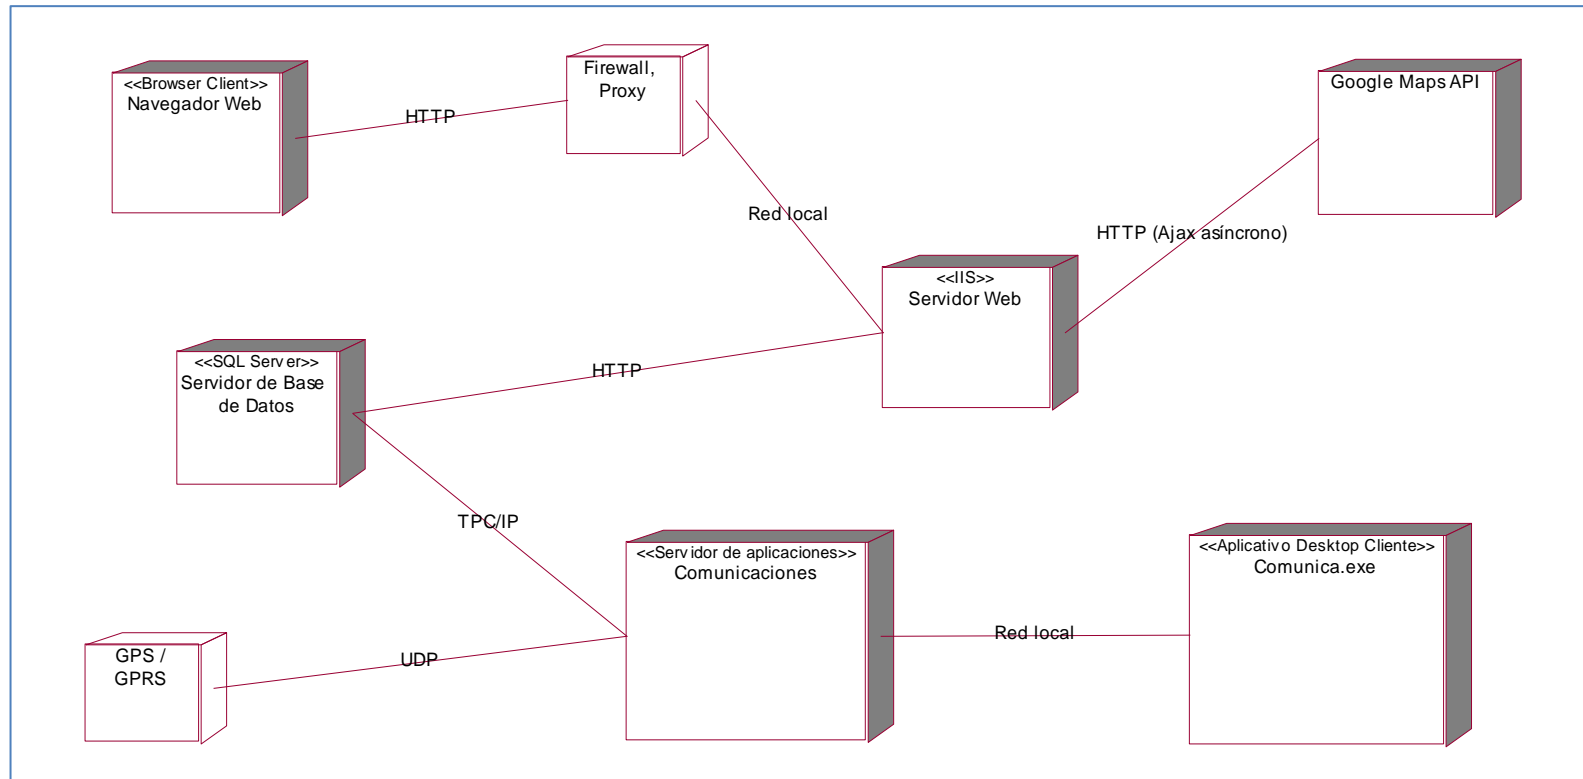 <<Browser Client>>
Navegador Web
HTTP
Firewall,
Proxy
Google Maps API
Red local
HTTP (Ajax asíncrono)
<<IIS>>
Servidor Web
<<SQL Server>>
Servidor de Base
de Datos
HTTP
TPC/IP
<<Servidor de aplicaciones>>
Comunicaciones
<<Aplicativo Desktop Cliente>>
Comunica.exe
Red local
GPS /
GPRS
UDP